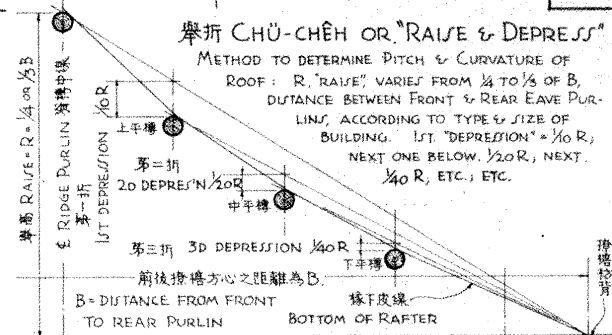 舉折 CHÜ-CHÊH OR "RAISE & DEPRESS"
METHOD TO DETERMINE PITCH & CURVATURE
OF ROOF: R, "RAISE", VARIES FROM 1/4 TO 1/3 OF B,
DISTANCE BETWEEN FRONT & REAR EAVE PUR-
LINS, ACCORDING TO TYPE & SIZE OF
BUILDING. 1ST. "DEPRESSION" = 1/10 R;
NEXT ONE BELOW, 1/20 R; NEXT,
1/40 R; ETC.; ETC.
舉高 RAISE = R = 1/4 OR 1/3 B
℄ RIDGE PURLIN 脊槫中線
第一折
1ST DEPRESSION 1/10 R
上平槫
第二折
2D DEPRES'N 1/20 R
中平槫
第三折 3D DEPRESSION 1/40 R
下平槫
前後撩檐方心之距離為B.
B = DISTANCE FROM FRONT
TO REAR PURLIN
椽下皮線
BOTTOM OF RAFTER